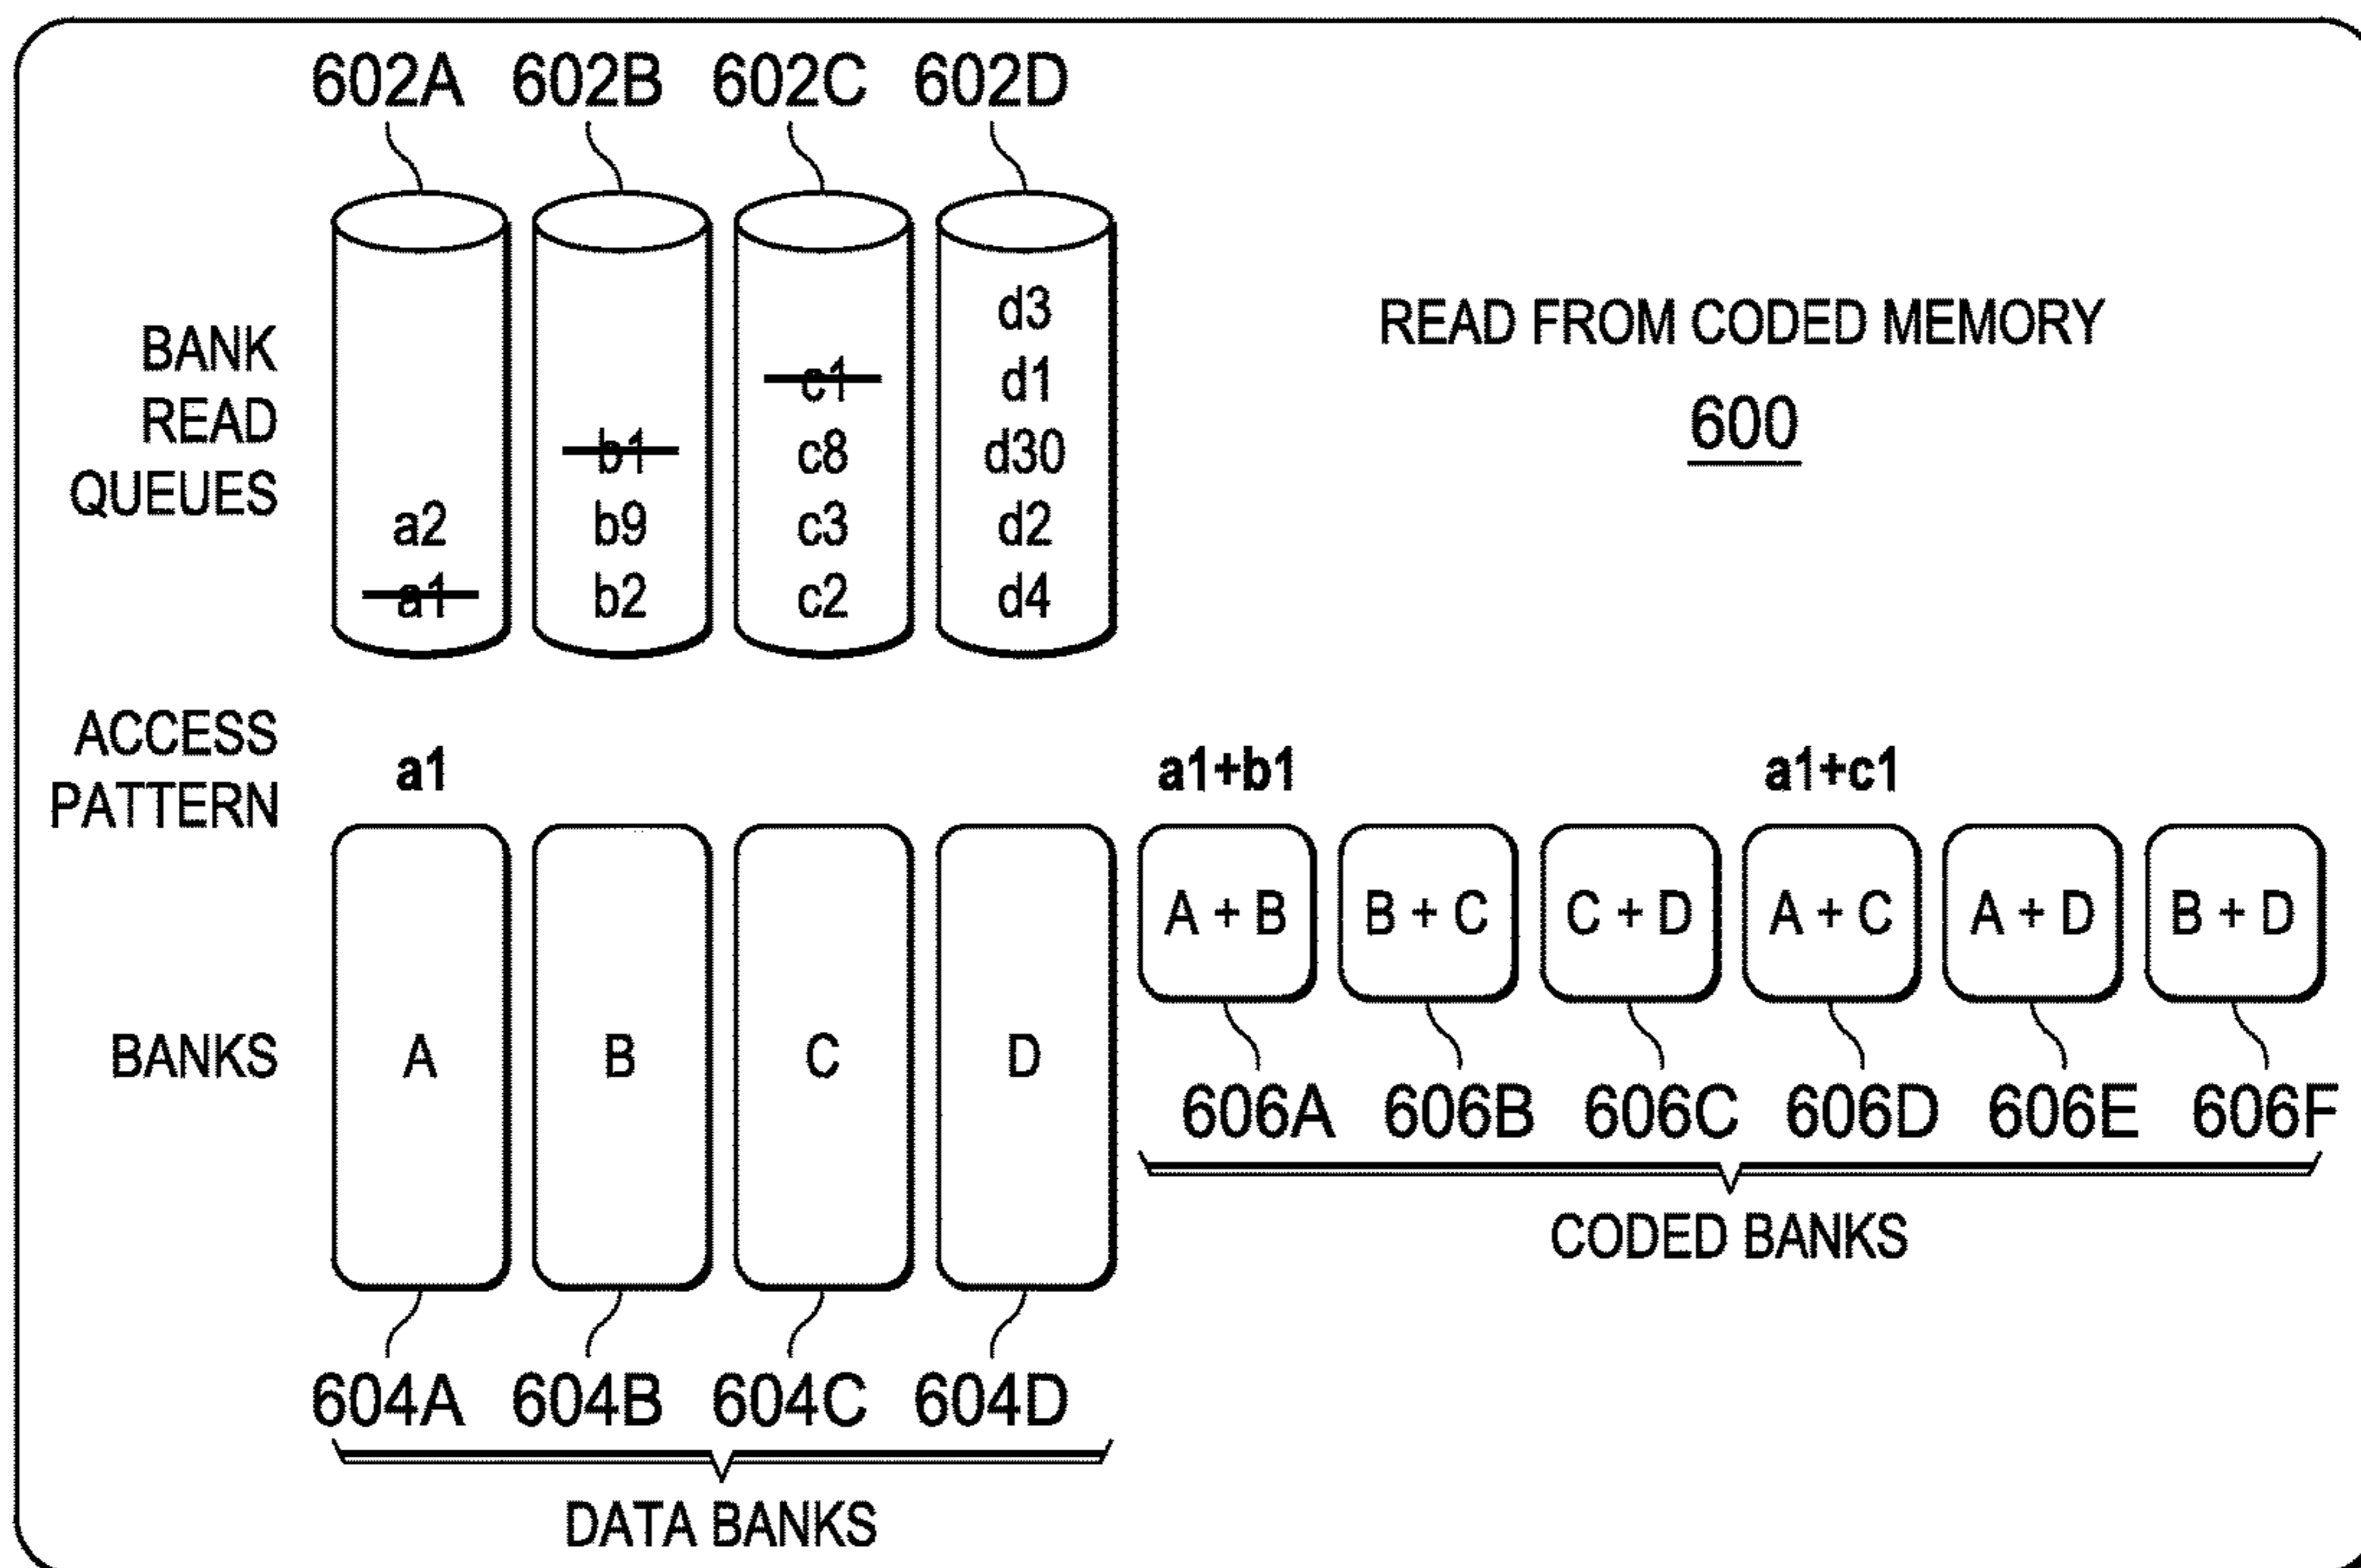 602A 602B 602C 602D
d3
c1 d1
b1 c8 d30
a2 b9 c3 d2
a1 b2 c2 d4
BANK
READ
QUEUES
READ FROM CODED MEMORY
600
ACCESS
PATTERN
a1 a1+b1 a1+c1
BANKS
A B C D
A + B B + C C + D A + C A + D B + D
606A 606B 606C 606D 606E 606F
CODED BANKS
604A 604B 604C 604D
DATA BANKS